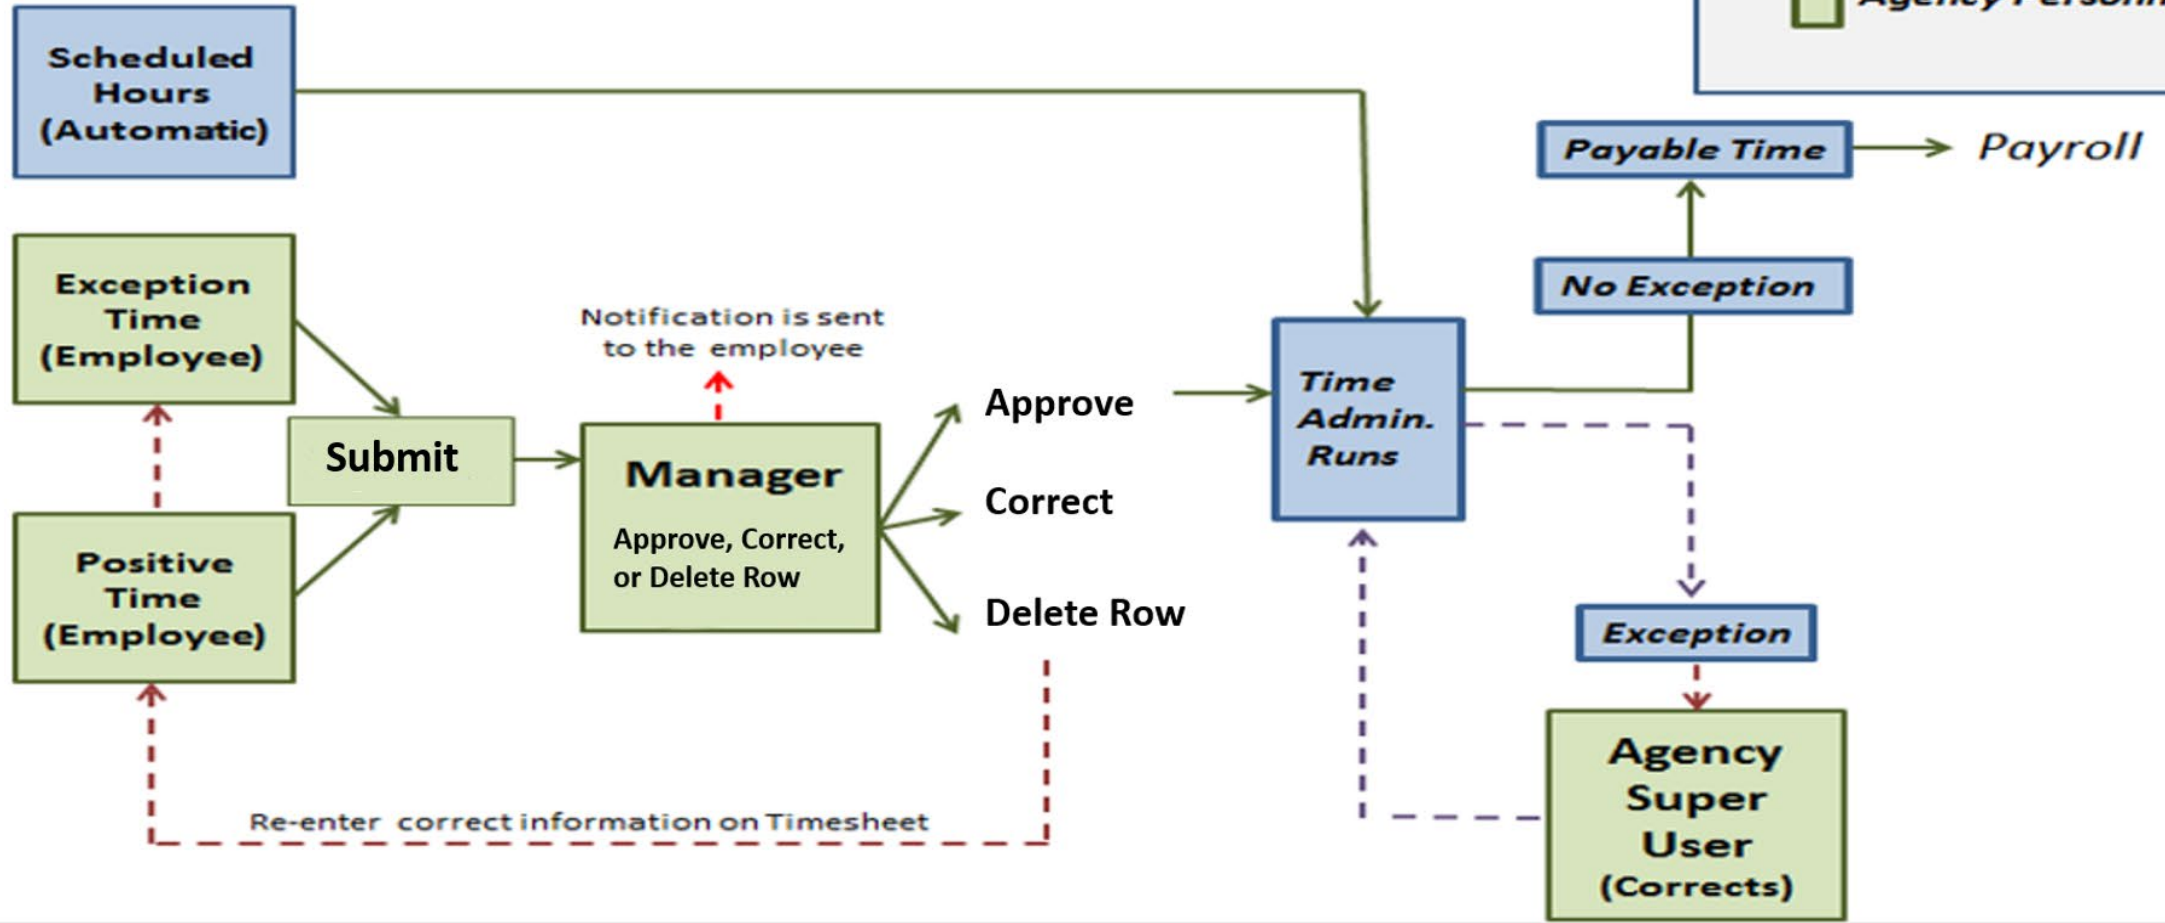 Scheduled
Hours
(Automatic)
Agency
Payable Time
Payroll
Exception
Time
(Employee)
No Exception
Notification is sent
to the employee
Time
Admin.
Runs
Approve
Submit
Manager
Approve, Correct,
or Delete Row
Correct
Delete Row
Positive
Time
(Employee)
Exception
Agency
Super
User
(Corrects)
Re-enter correct information on Timesheet